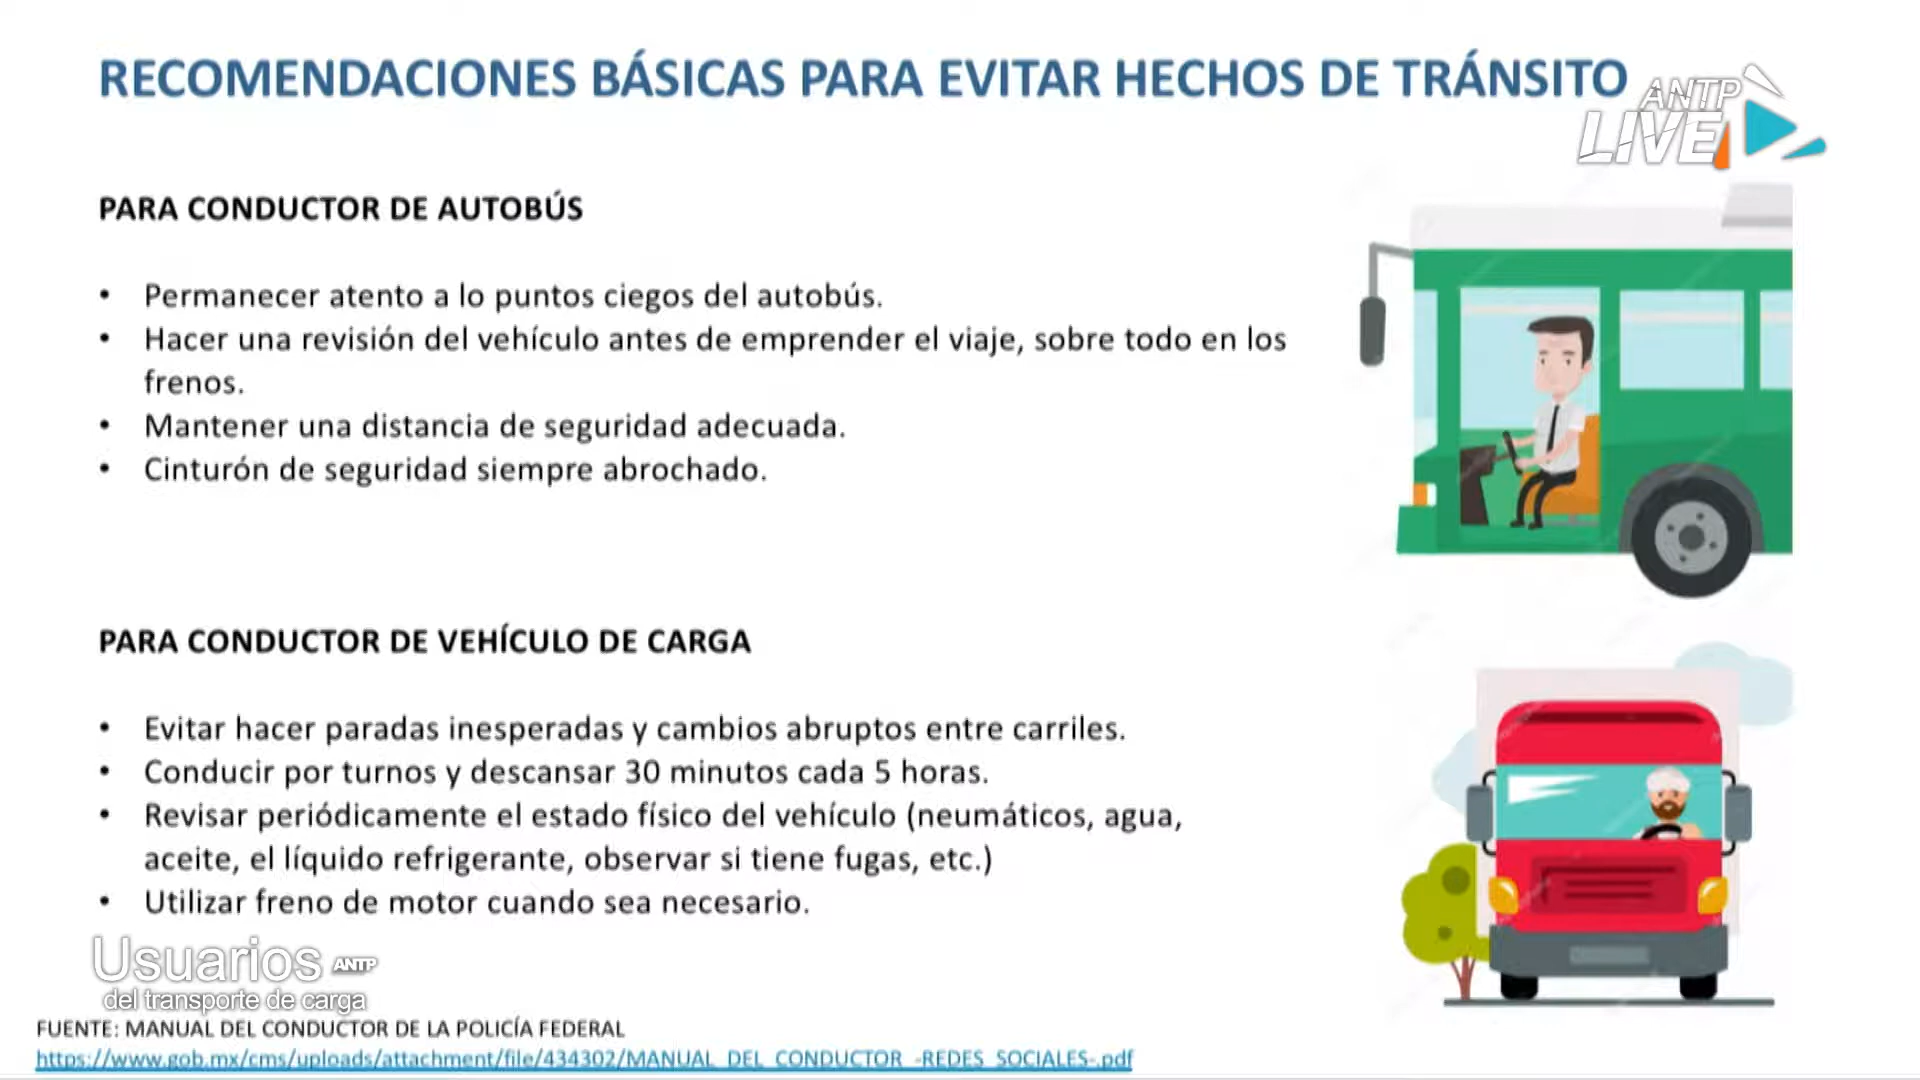 RECOMENDACIONES BÁSICAS PARA EVITAR HECHOS DE TRÁNSITO
ANTP
LIVE
PARA CONDUCTOR DE AUTOBÚS
• Permanecer atento a lo puntos ciegos del autobús.
• Hacer una revisión del vehículo antes de emprender el viaje, sobre todo en los
frenos.
• Mantener una distancia de seguridad adecuada.
• Cinturón de seguridad siempre abrochado.
PARA CONDUCTOR DE VEHÍCULO DE CARGA
• Evitar hacer paradas inesperadas y cambios abruptos entre carriles.
• Conducir por turnos y descansar 30 minutos cada 5 horas.
• Revisar periódicamente el estado físico del vehículo (neumáticos, agua,
aceite, el líquido refrigerante, observar si tiene fugas, etc.)
• Utilizar freno de motor cuando sea necesario.
Usuarios ANTP
del transporte de carga
FUENTE: MANUAL DEL CONDUCTOR DE LA POLICÍA FEDERAL
https://www.gob.mx/cms/uploads/attachment/file/434302/MANUAL_DEL_CONDUCTOR_-REDES_SOCIALES-.pdf